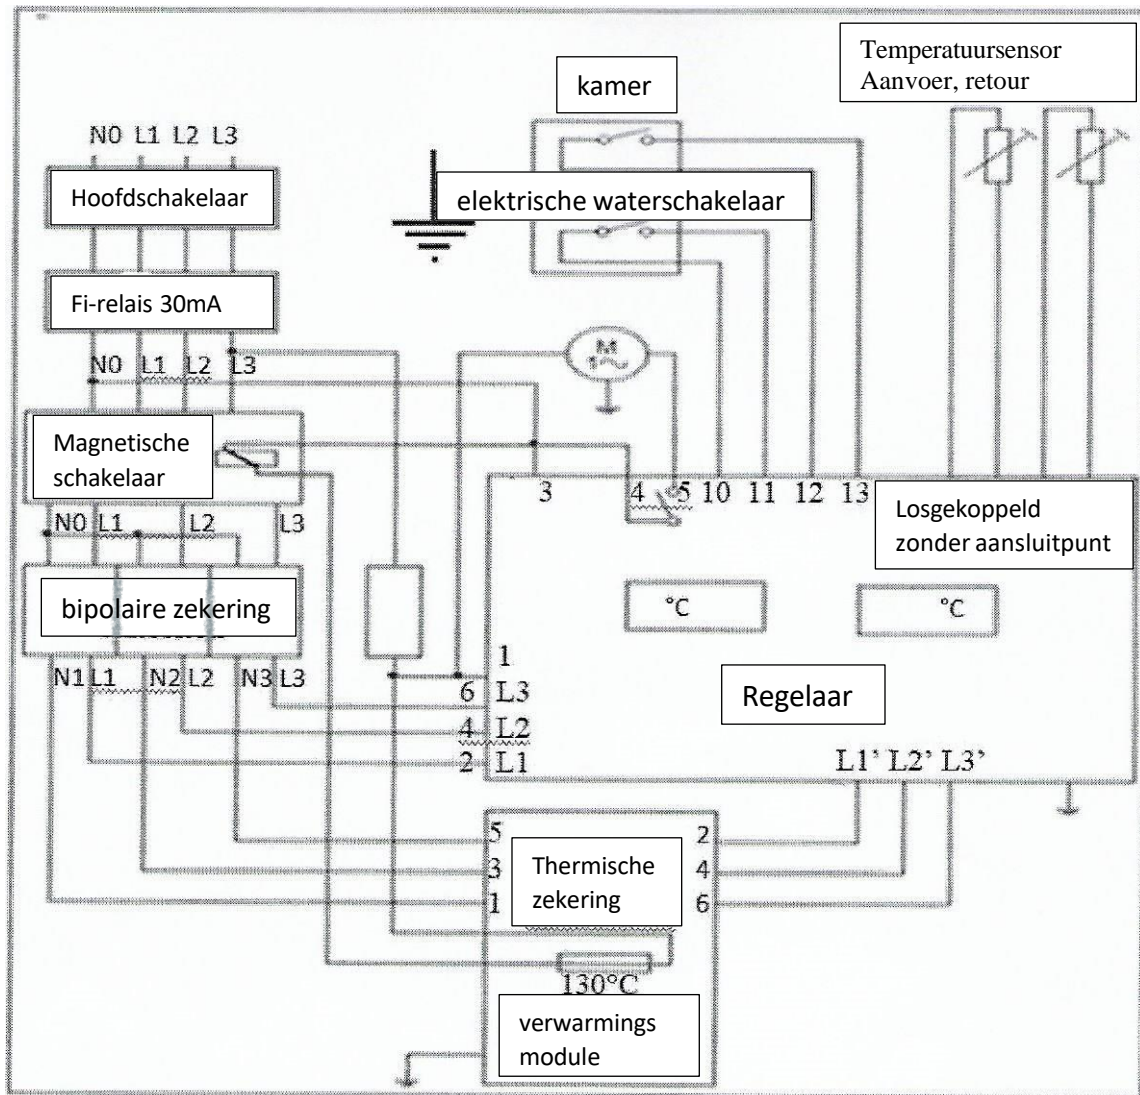 Temperatuursensor
Aanvoer, retour
kamer
N0 L1 L2 L3
Hoofdschakelaar
elektrische waterschakelaar
Fi-relais 30mA
M
1~
N0 L1 L2 L3
Magnetische
schakelaar
3 4 5 10 11 12 13
Losgekoppeld
zonder aansluitpunt
N0 L1 L2 L3
bipolaire zekering
°C °C
1
N1 L1 N2 L2 N3 L3
6 L3
Regelaar
4 L2
2 L1
L1' L2' L3'
5 2
Thermische
zekering
3 4
1 6
130°C
verwarmings
module